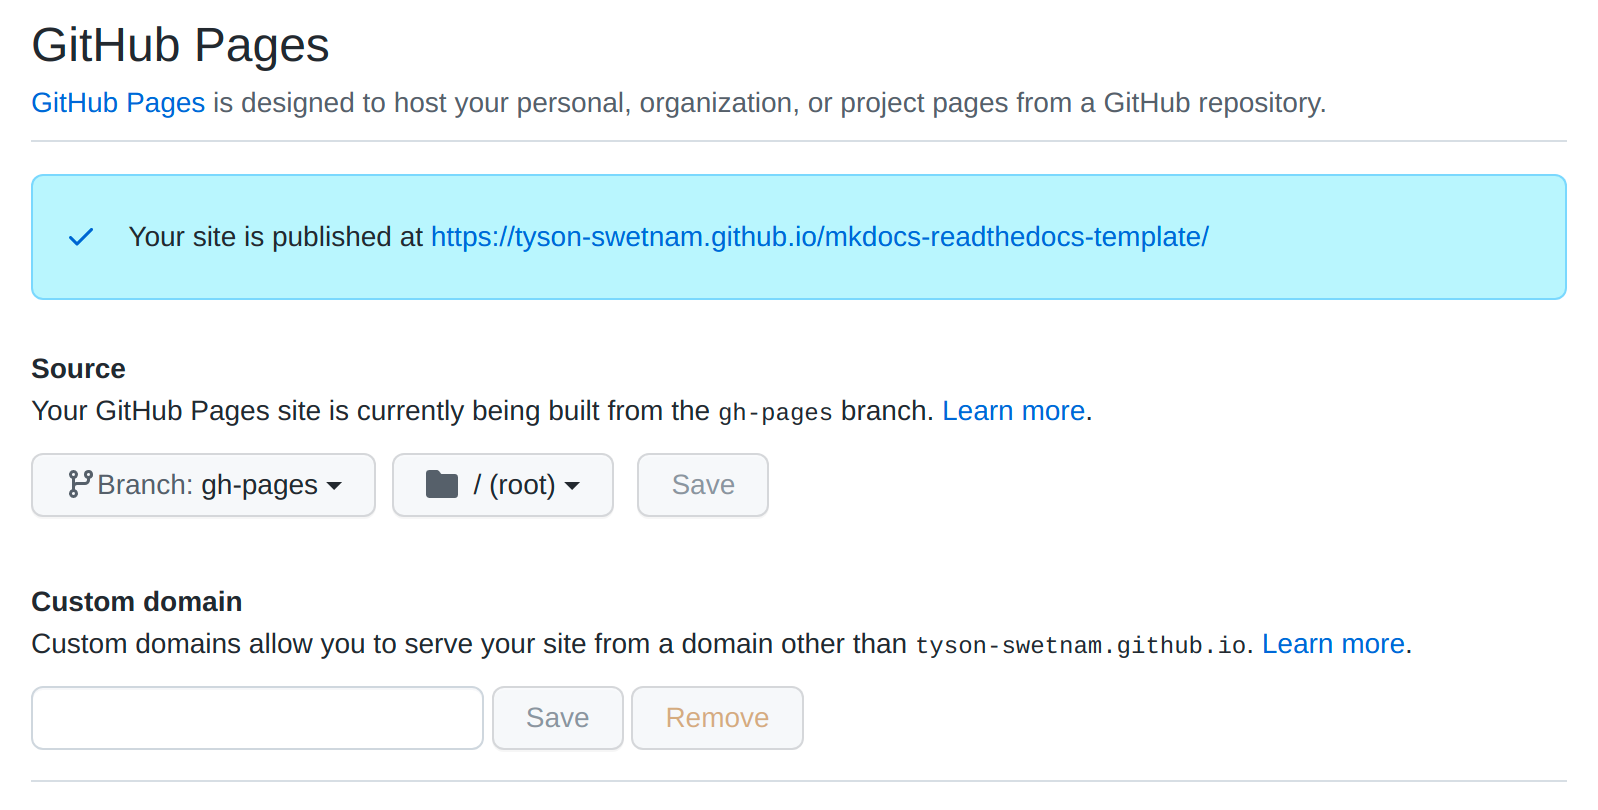 GitHub Pages
GitHub Pages is designed to host your personal, organization, or project pages from a GitHub repository.
Your site is published at https://tyson-swetnam.github.io/mkdocs-readthedocs-template/
Source
Your GitHub Pages site is currently being built from the gh-pages branch. Learn more.
Branch: gh-pages / (root) Save
Custom domain
Custom domains allow you to serve your site from a domain other than tyson-swetnam.github.io. Learn more.
Save Remove